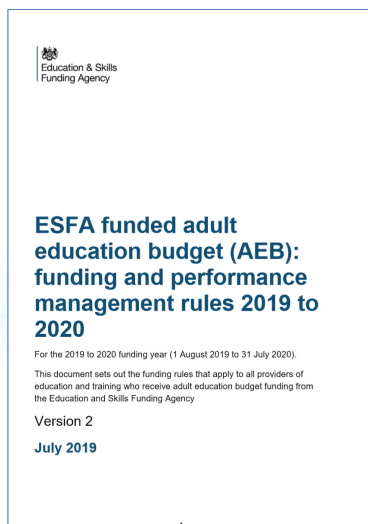 Education & Skills
Funding Agency
ESFA funded adult
education budget (AEB):
funding and performance
management rules 2019 to
2020
For the 2019 to 2020 funding year (1 August 2019 to 31 July 2020).
This document sets out the funding rules that apply to all providers of
education and training who receive adult education budget funding from
the Education and Skills Funding Agency
Version 2
July 2019